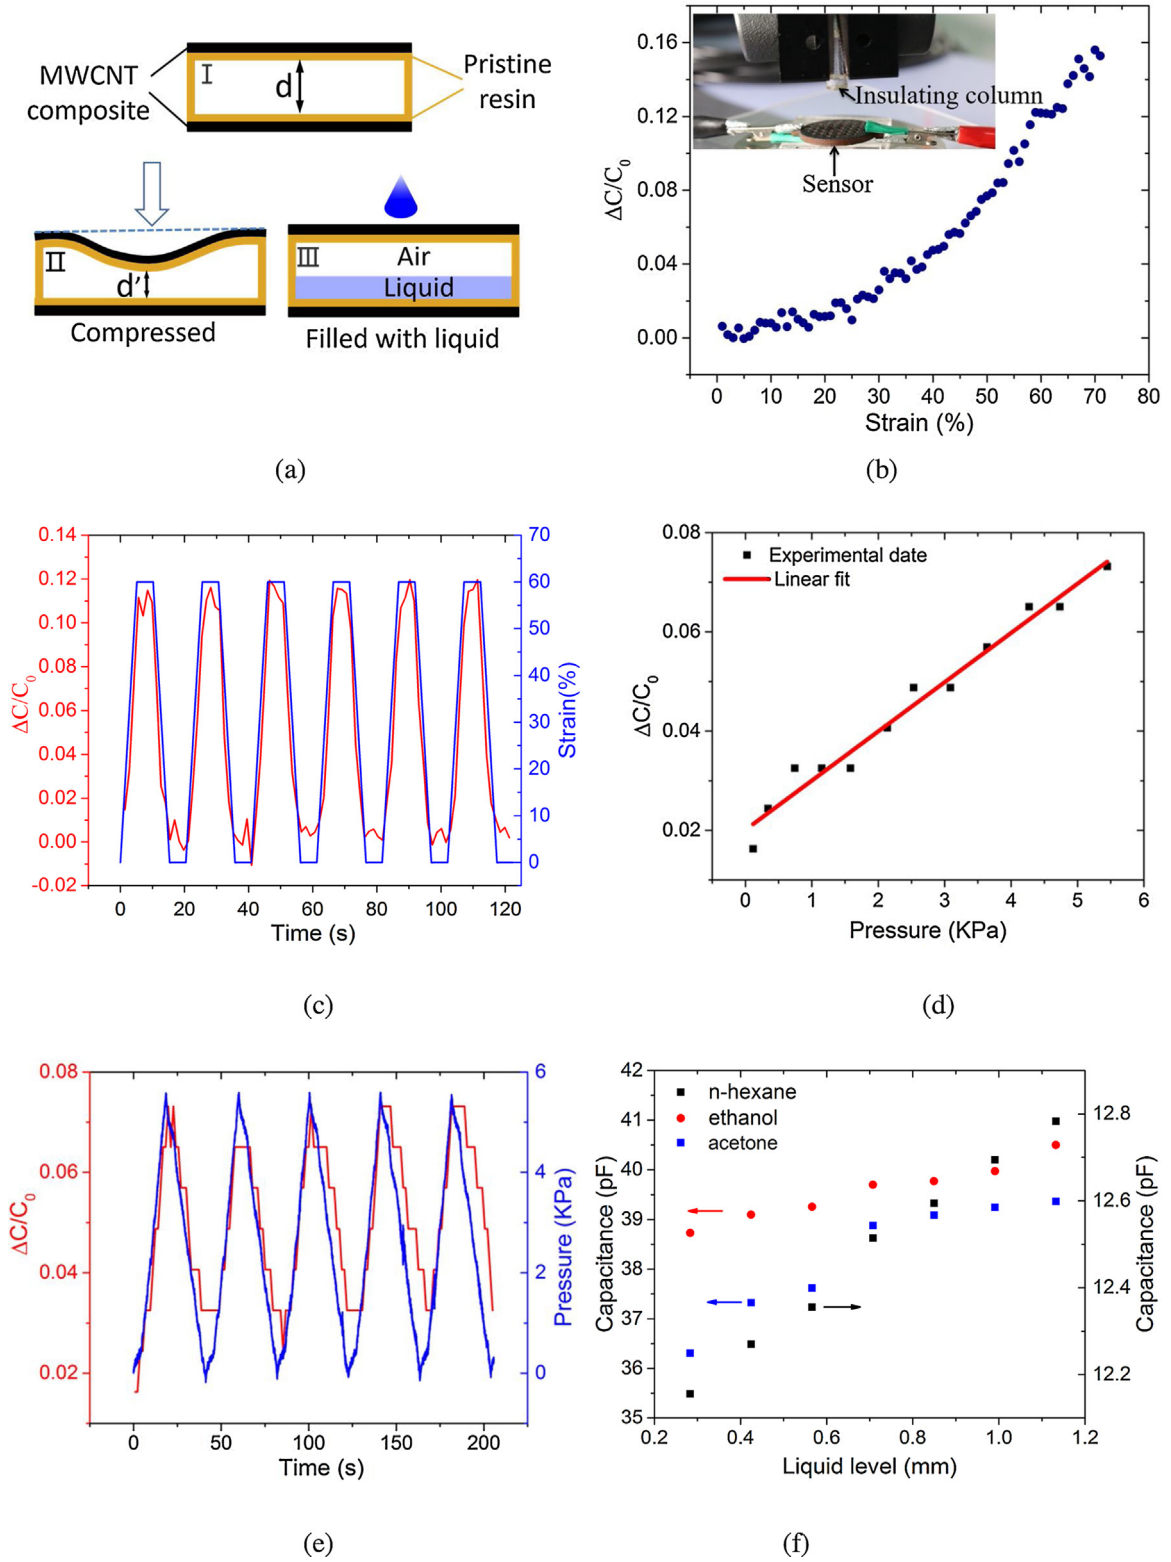 MWCNT
composite
I
d
Pristine
resin
II
d'
Compressed
III
Air
Liquid
Filled with liquid
(a)
0.16
0.12
0.08
0.04
0.00
ΔC/C0
Insulating column
Sensor
0 10 20 30 40 50 60 70 80
Strain (%)
(b)
0.14
0.12
0.10
0.08
0.06
0.04
0.02
0.00
-0.02
ΔC/C0
70
60
50
40
30
20
10
0
Strain(%)
0 20 40 60 80 100 120
Time (s)
(c)
0.08
0.06
0.04
0.02
ΔC/C0
Experimental date
Linear fit
0 1 2 3 4 5 6
Pressure (KPa)
(d)
0.08
0.06
0.04
0.02
ΔC/C0
6
4
2
0
Pressure (KPa)
0 50 100 150 200
Time (s)
(e)
42
41
40
39
38
37
36
35
Capacitance (pF)
n-hexane
ethanol
acetone
12.8
12.6
12.4
12.2
Capacitance (pF)
0.2 0.4 0.6 0.8 1.0 1.2
Liquid level (mm)
(f)